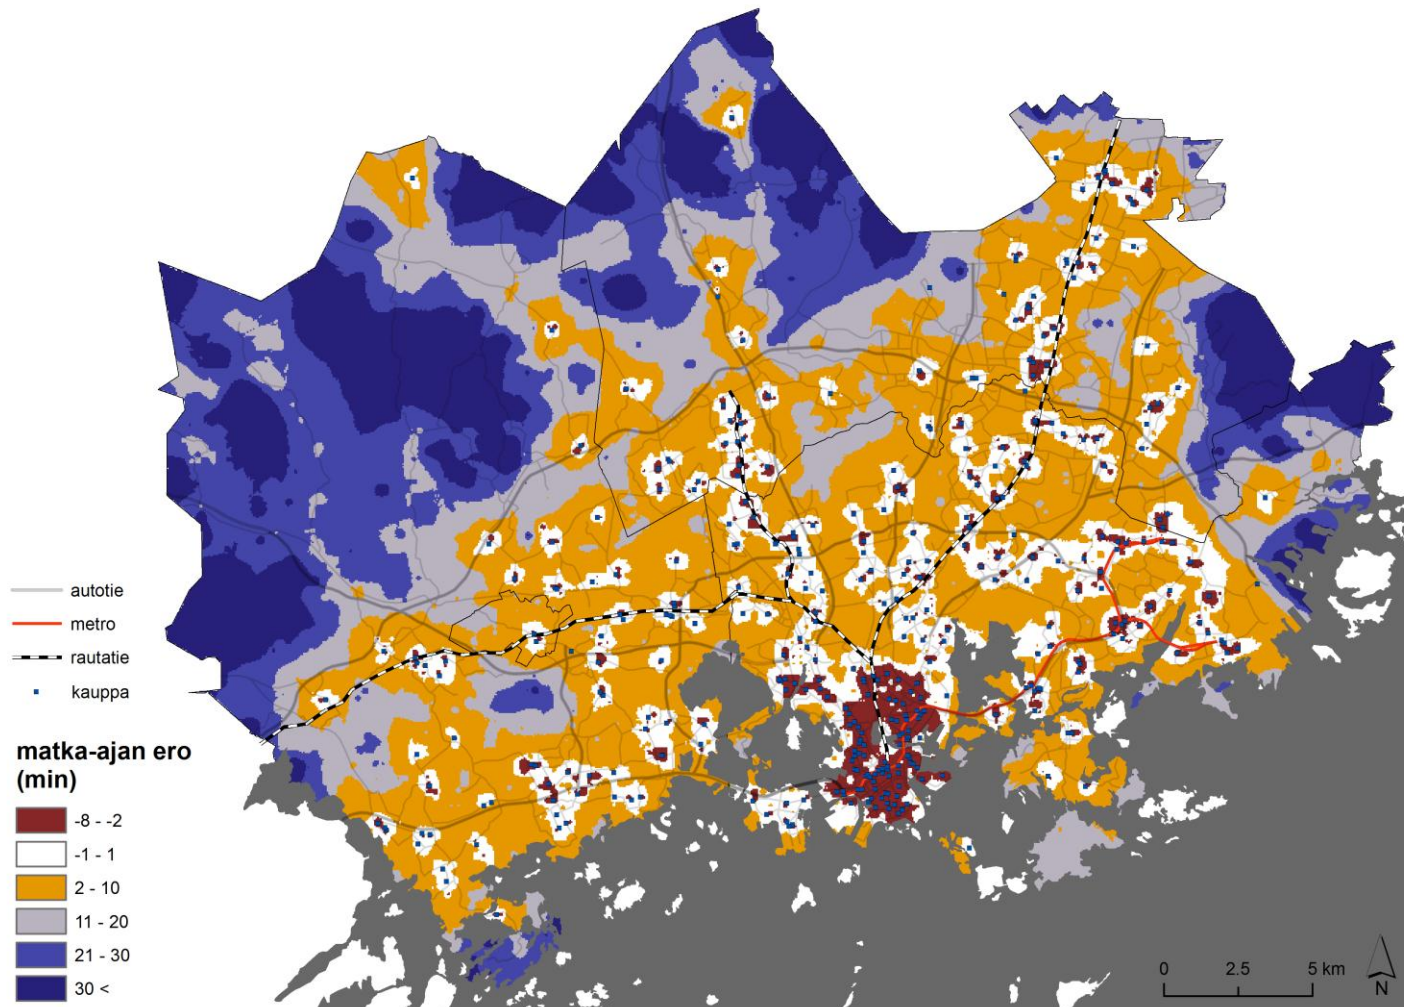 autotie
metro
rautatie
kauppa
matka-ajan ero
(min)
-8 - -2
-1 - 1
2 - 10
11 - 20
21 - 30
30 <
0 2.5 5 km
N